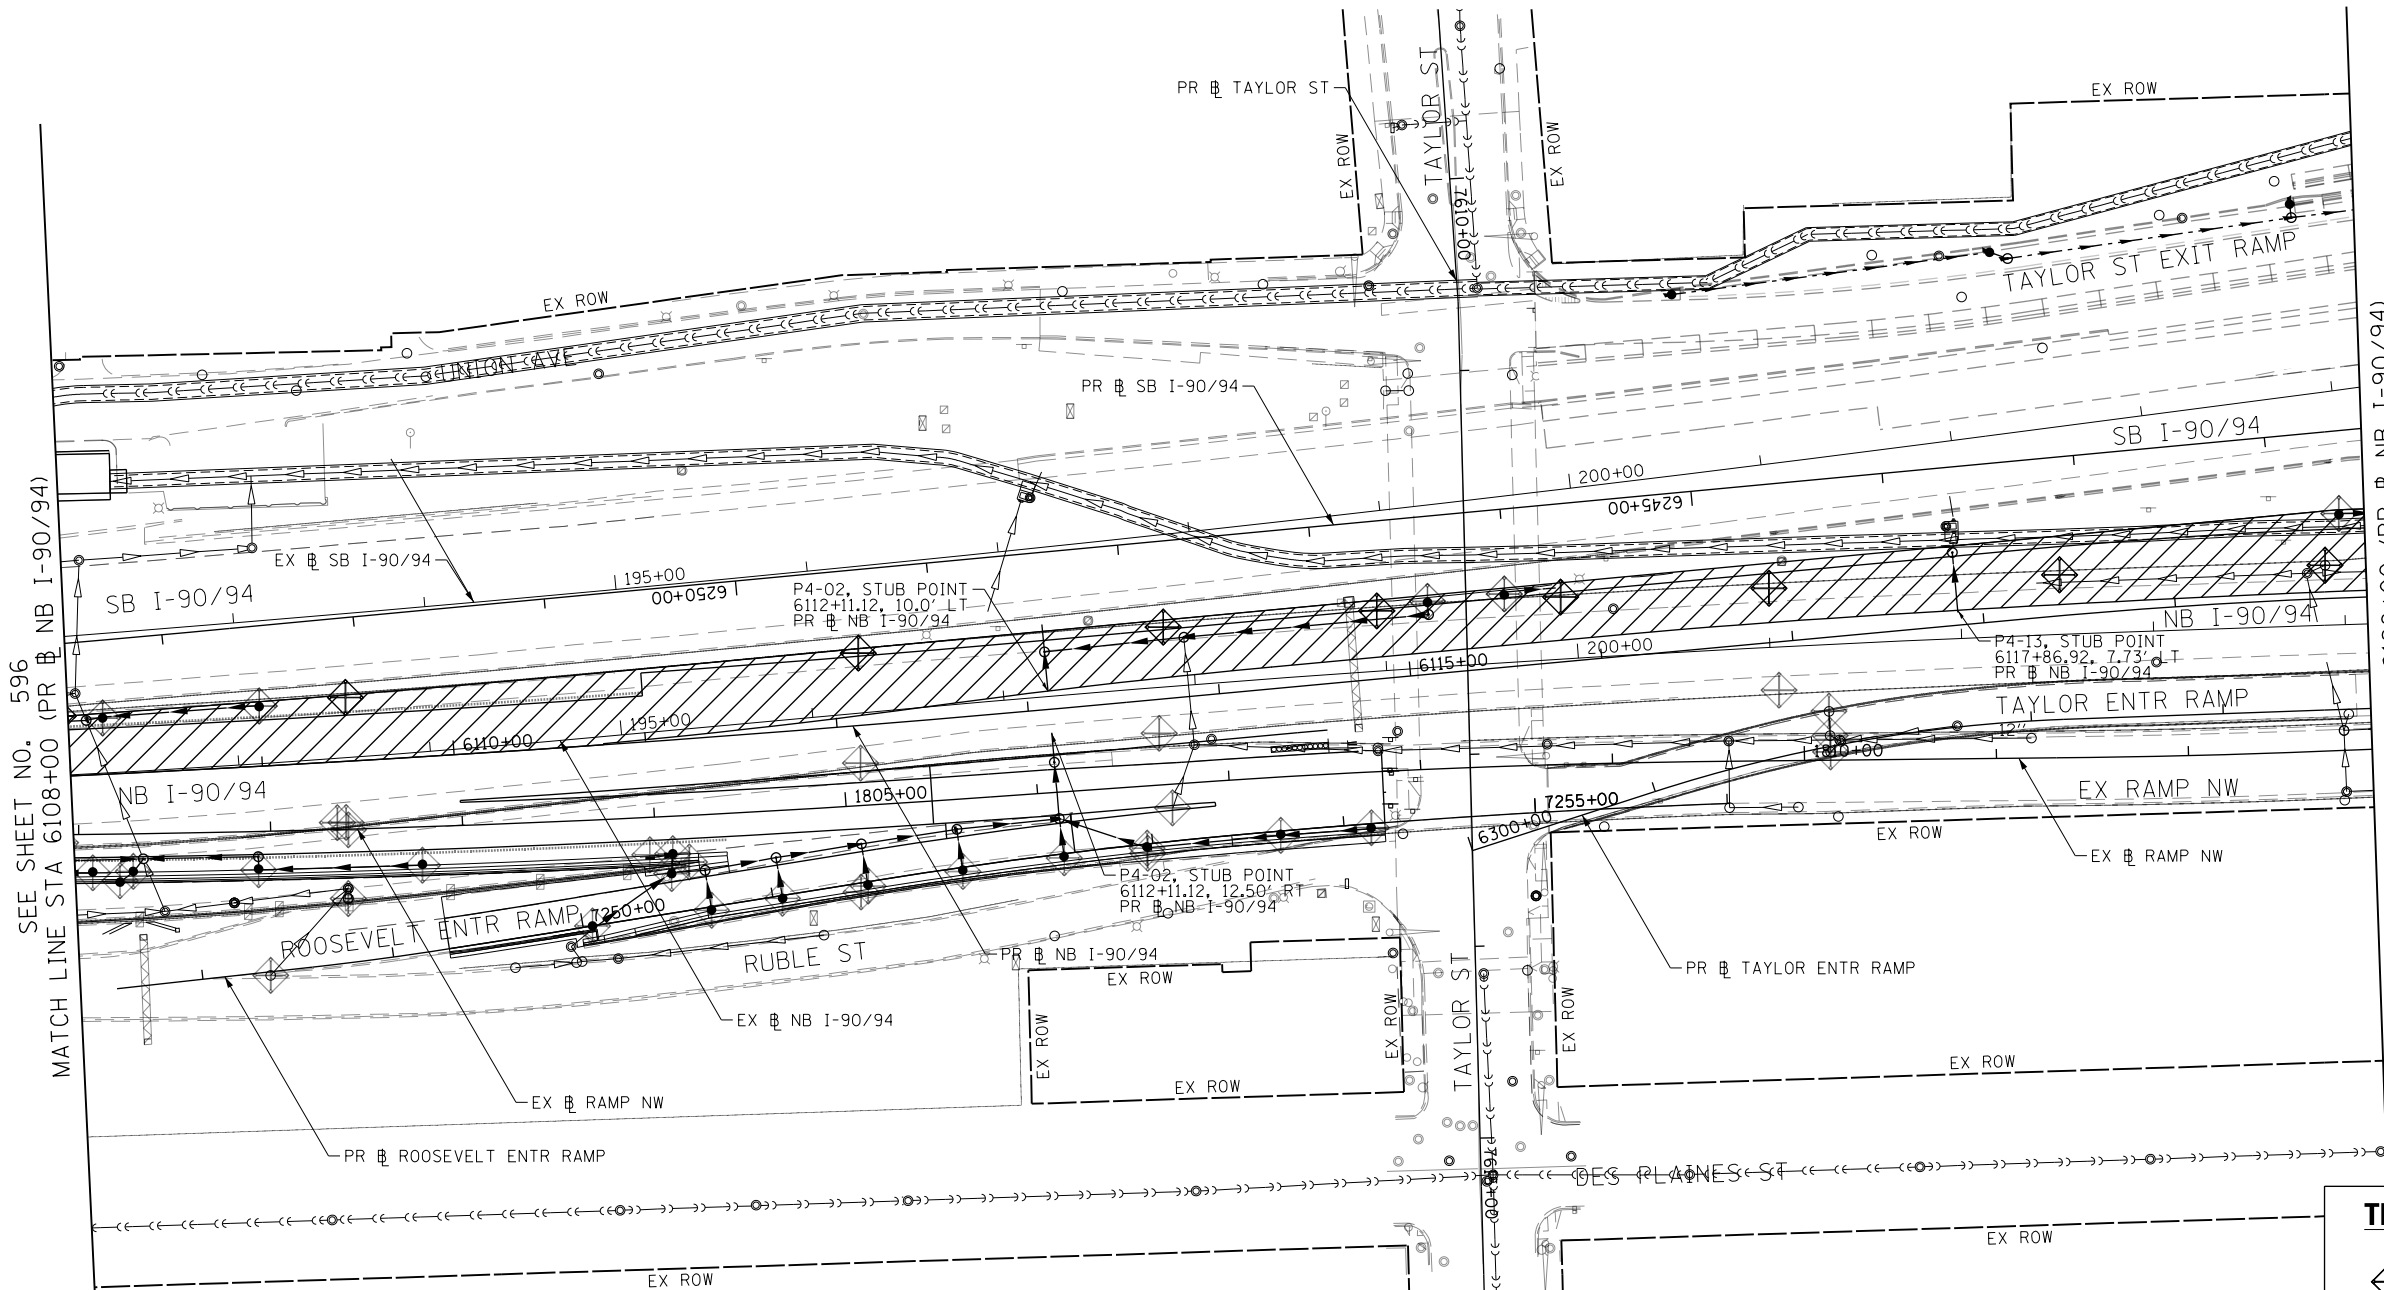 PR ⅊ TAYLOR ST
TAYLOR ST
EX ROW
EX ROW
EX ROW
7610+00
TAYLOR ST EXIT RAMP
EX ROW
UNION AVE
PR ⅊ SB I-90/94
SB I-90/94
200+00
6245+00
EX ⅊ SB I-90/94
195+00
6250+00
SB I-90/94
P4-02, STUB POINT
6112+11.12, 10.0' LT
PR ⅊ NB I-90/94
NB I-90/94
P4-13, STUB POINT
6117+86.92, 7.73' LT
PR ⅊ NB I-90/94
200+00
6115+00
195+00
6110+00
TAYLOR ENTR RAMP
12"
1810+00
NB I-90/94
1805+00
7255+00
6300+00
EX RAMP NW
EX ROW
EX ⅊ RAMP NW
P4-02, STUB POINT
6112+11.12, 12.50' RT
PR ⅊ NB I-90/94
7250+00
ROOSEVELT ENTR RAMP
RUBLE ST
PR ⅊ NB I-90/94
EX ROW
PR ⅊ TAYLOR ENTR RAMP
EX ⅊ NB I-90/94
EX ROW
EX ROW
EX ROW
TAYLOR ST
EX ROW
EX ROW
EX ⅊ RAMP NW
PR ⅊ ROOSEVELT ENTR RAMP
DES PLAINES ST
EX ROW
EX ROW
SEE SHEET NO. 596
MATCH LINE STA 6108+00 (PR ⅊ NB I-90/94)